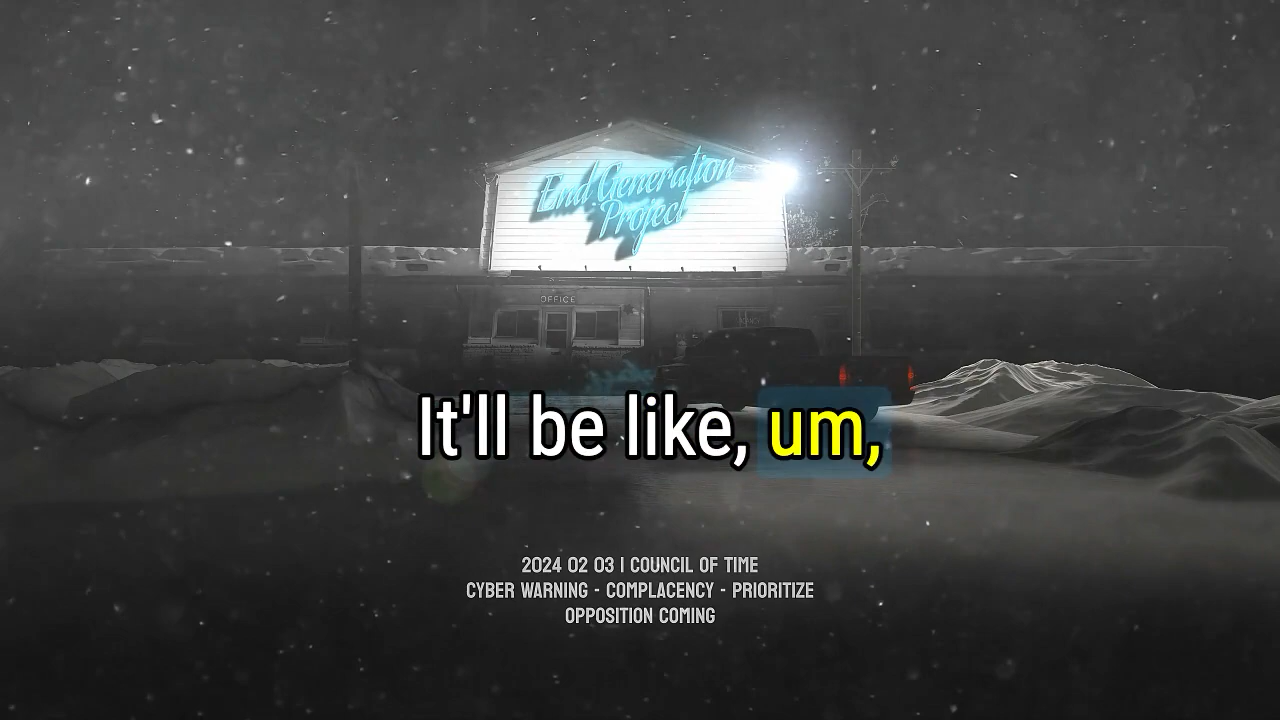 End Generation
Project
OFFICE
It'll be like, um,
2024 02 03 | COUNCIL OF TIME
CYBER WARNING - COMPLACENCY - PRIORITIZE
OPPOSITION COMING